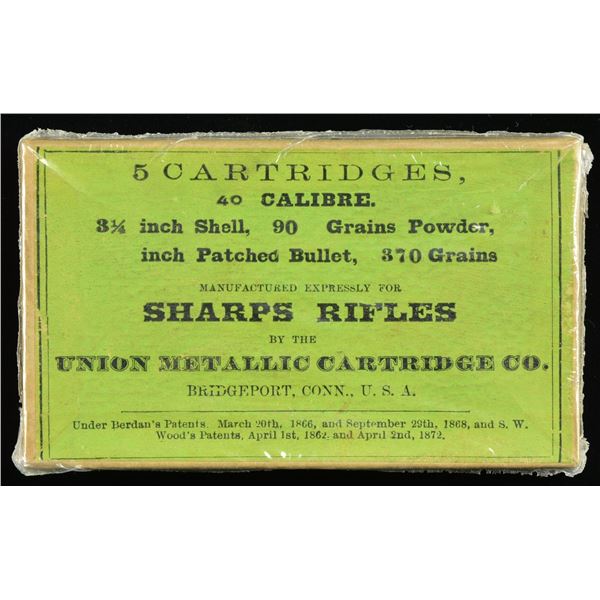 5 CARTRIDGES,
40 CALIBRE.
3¼ inch Shell, 90 Grains Powder,
inch Patched Bullet, 370 Grains
MANUFACTURED EXPRESSLY FOR
SHARPS RIFLES
BY THE
UNION METALLIC CARTRIDGE CO.
BRIDGEPORT, CONN., U. S. A.
Under Berdan's Patents, March 20th, 1866, and September 29th, 1868, and S. W.
Wood's Patents, April 1st, 1862, and April 2nd, 1872.